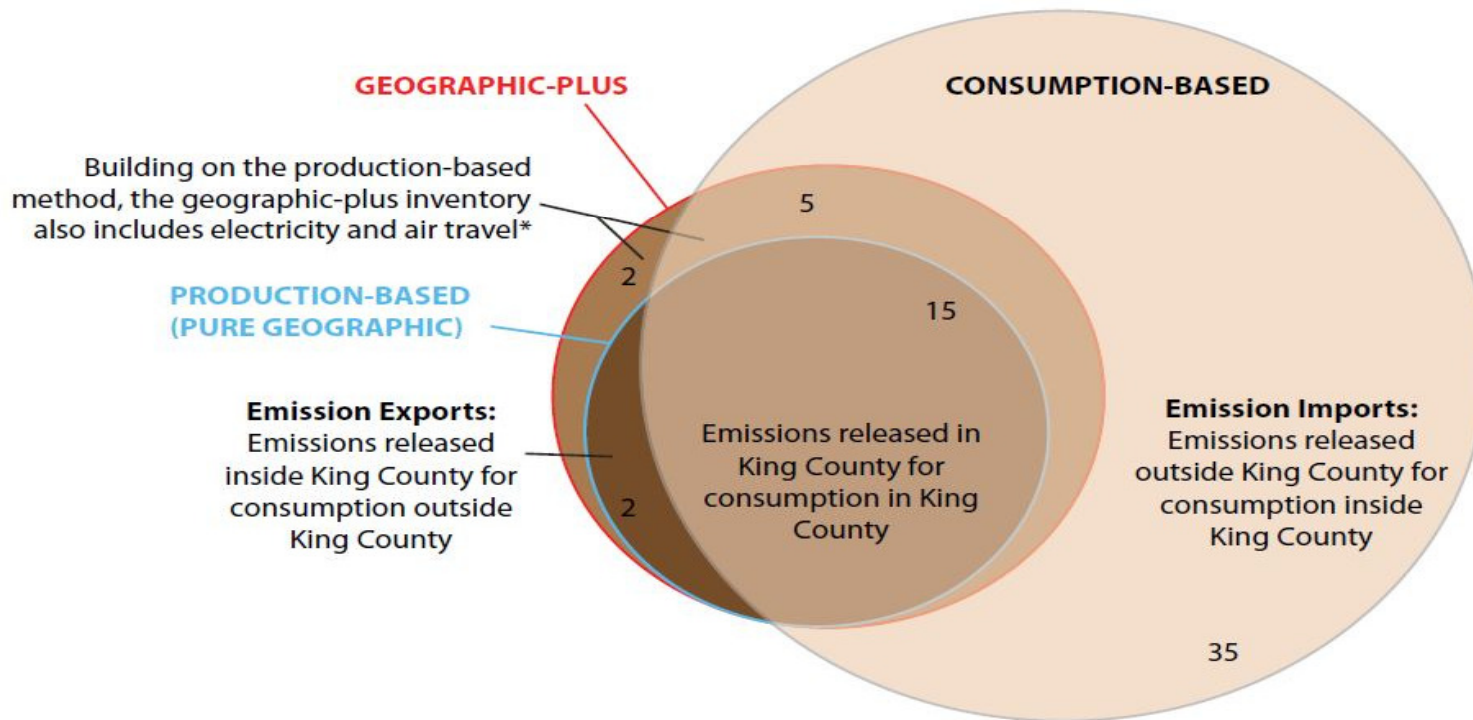 GEOGRAPHIC-PLUS
CONSUMPTION-BASED
Building on the production-based
method, the geographic-plus inventory
also includes electricity and air travel*
5
2
PRODUCTION-BASED
(PURE GEOGRAPHIC)
15
Emission Exports:
Emissions released
inside King County for
consumption outside
King County
2
Emissions released in
King County for
consumption in King
County
Emission Imports:
Emissions released
outside King County for
consumption inside
King County
35